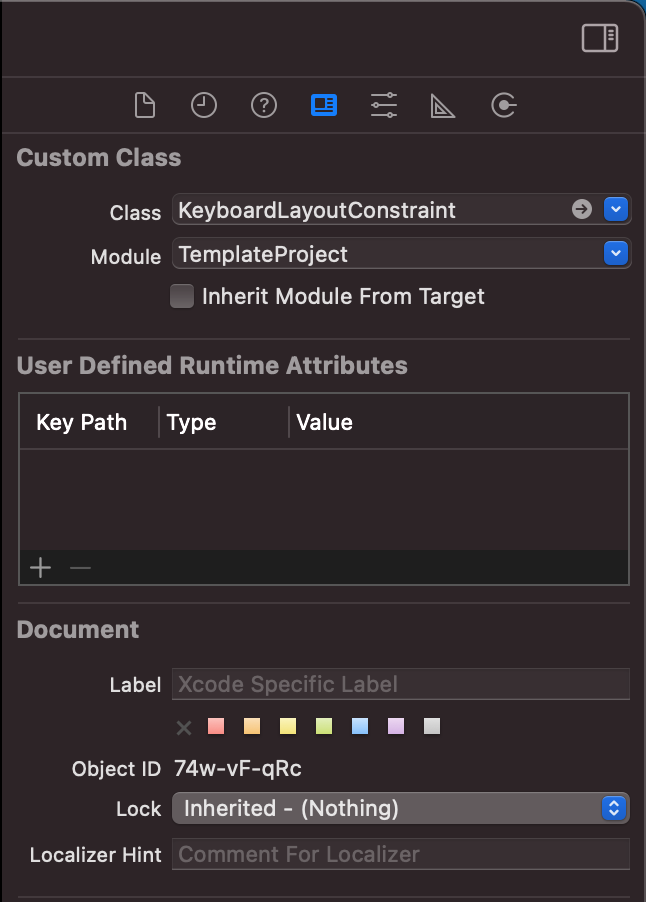 Custom Class
Class KeyboardLayoutConstraint
Module TemplateProject
Inherit Module From Target
User Defined Runtime Attributes
Key Path Type Value
Document
Label Xcode Specific Label
Object ID 74w-vF-qRc
Lock Inherited - (Nothing)
Localizer Hint Comment For Localizer